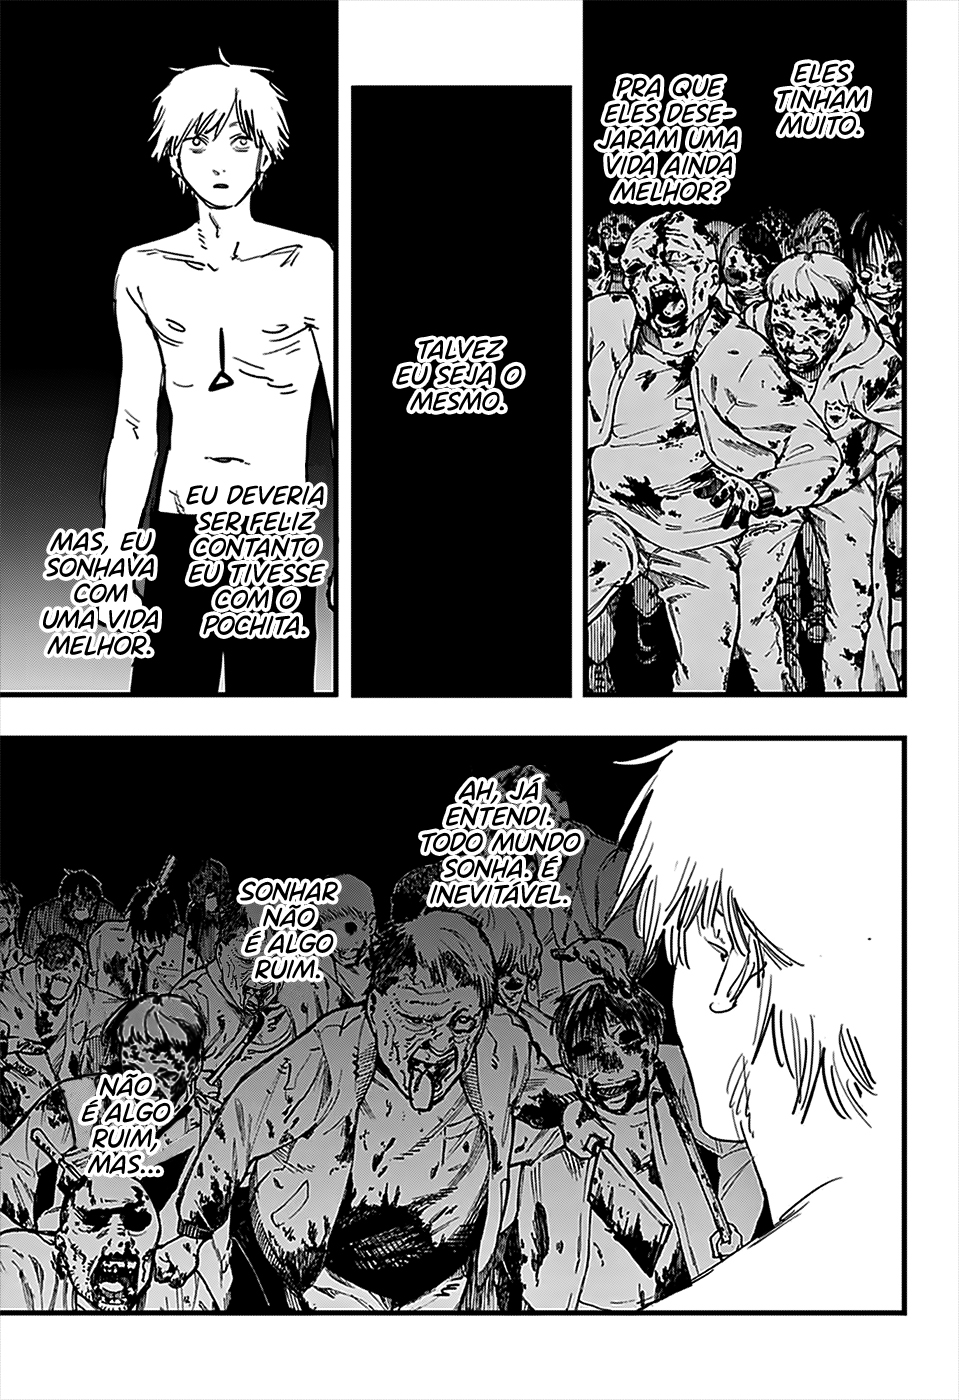 ELES
TINHAM
MUITO.
PRA QUE
ELES DESE-
JARAM UMA
VIDA AINDA
MELHOR?
TALVEZ
EU SEJA O
MESMO.
EU DEVERIA
SER FELIZ
CONTANTO
EU TIVESSE
COM O
POCHITA.
MAS, EU
SONHAVA
COM
UMA VIDA
MELHOR.
AH, JÁ
ENTENDI.
TODO MUNDO
SONHA. É
INEVITÁVEL.
SONHAR
NÃO
É ALGO
RUIM.
NÃO
É ALGO
RUIM,
MAS...